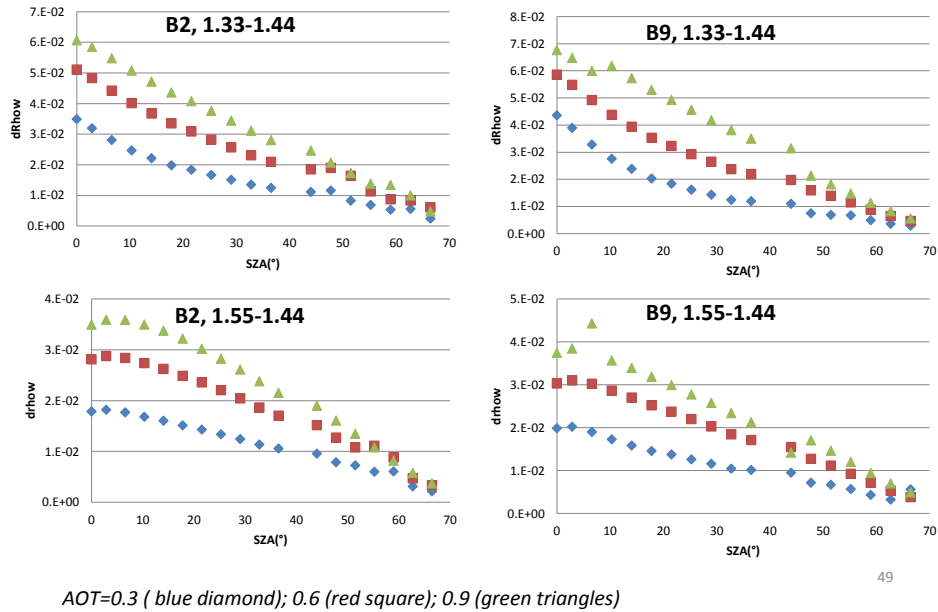 B2, 1.33-1.44
7.E-02
6.E-02
5.E-02
4.E-02
3.E-02
2.E-02
1.E-02
0.E+00
dRhow
0 10 20 30 40 50 60 70
SZA(°)
B9, 1.33-1.44
8.E-02
7.E-02
6.E-02
5.E-02
4.E-02
3.E-02
2.E-02
1.E-02
0.E+00
dRhow
0 10 20 30 40 50 60 70
SZA(°)
B2, 1.55-1.44
4.E-02
3.E-02
2.E-02
1.E-02
0.E+00
drhow
0 10 20 30 40 50 60 70
SZA(°)
B9, 1.55-1.44
5.E-02
4.E-02
3.E-02
2.E-02
1.E-02
0.E+00
drhow
0 10 20 30 40 50 60 70
SZA(°)
49
AOT=0.3 ( blue diamond); 0.6 (red square); 0.9 (green triangles)